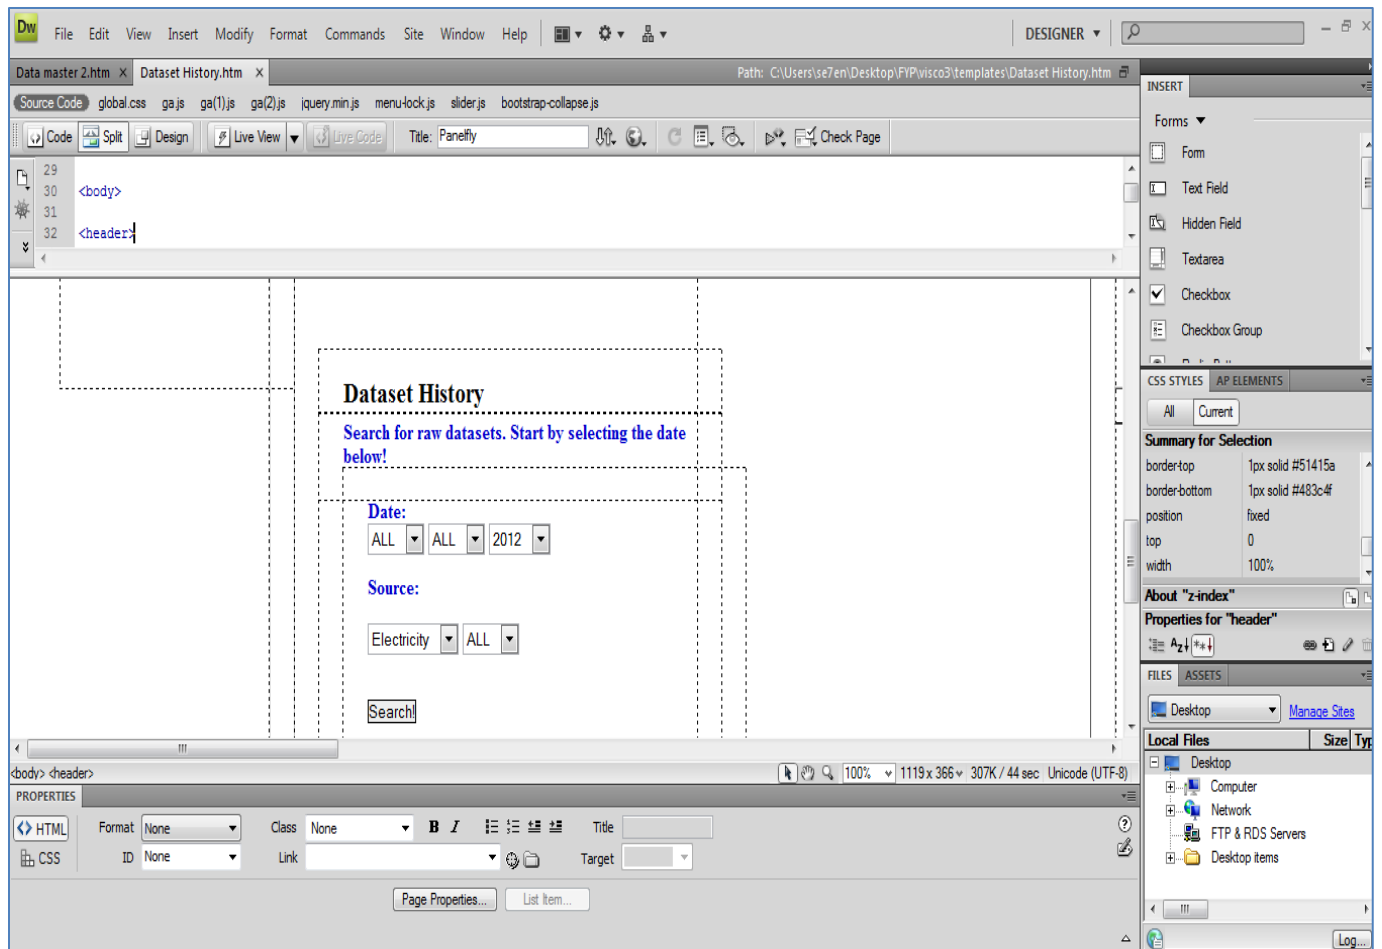 Dw File Edit View Insert Modify Format Commands Site Window Help DESIGNER
Data master 2.htm × Dataset History.htm × Path: C:\Users\se7en\Desktop\FYP\visco3\templates\Dataset History.htm
Source Code global.css ga.js ga(1).js ga(2).js jquery.min.js menu-lock.js slider.js bootstrap-collapse.js
Code Split Design Live View Live Code Title: Panelfly Check Page
29
30 <body>
31
32 <header>
Dataset History
Search for raw datasets. Start by selecting the date
below!
Date:
ALL ALL 2012
Source:
Electricity ALL
Search!
<body> <header> 100% 1119 x 366 307K / 44 sec Unicode (UTF-8)
PROPERTIES
HTML Format None Class None B I Title
CSS ID None Link Target
Page Properties... List Item...
INSERT
Forms
Form
Text Field
Hidden Field
Textarea
Checkbox
Checkbox Group
CSS STYLES AP ELEMENTS
All Current
Summary for Selection
border-top 1px solid #51415a
border-bottom 1px solid #483c4f
position fixed
top 0
width 100%
About "z-index"
Properties for "header"
FILES ASSETS
Desktop Manage Sites
Local Files Size Typ
Desktop
Computer
Network
FTP & RDS Servers
Desktop items
Log...